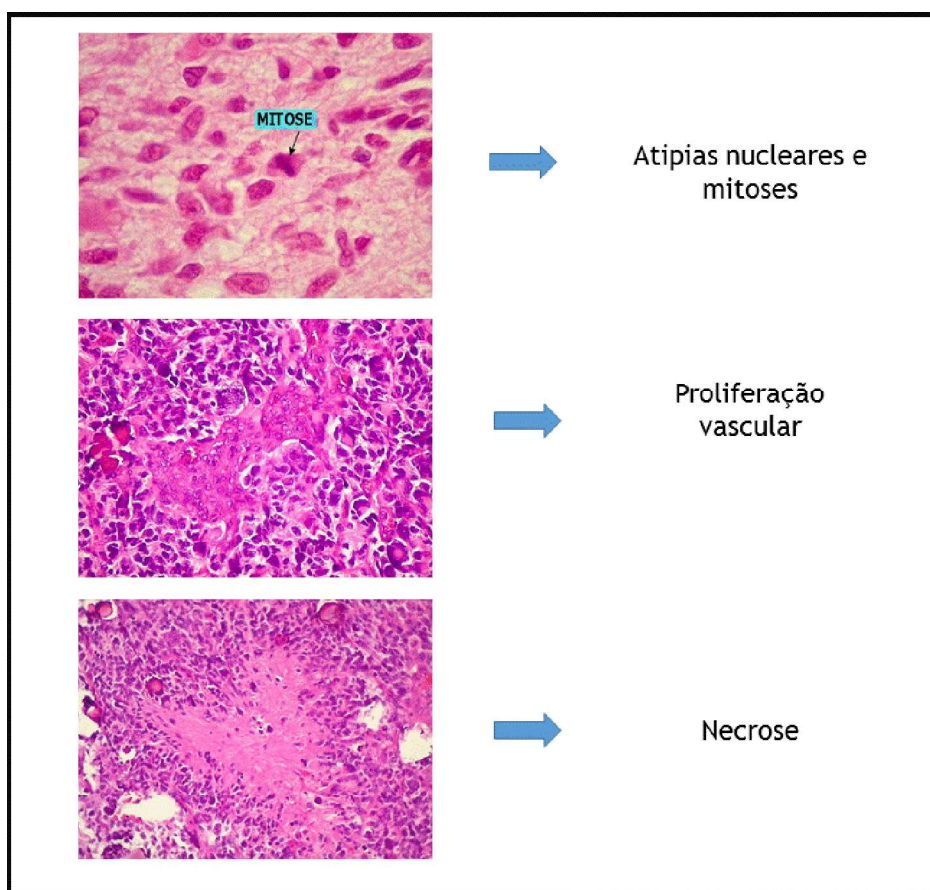 MITOSE
Atipias nucleares e
mitoses
Proliferação
vascular
Necrose